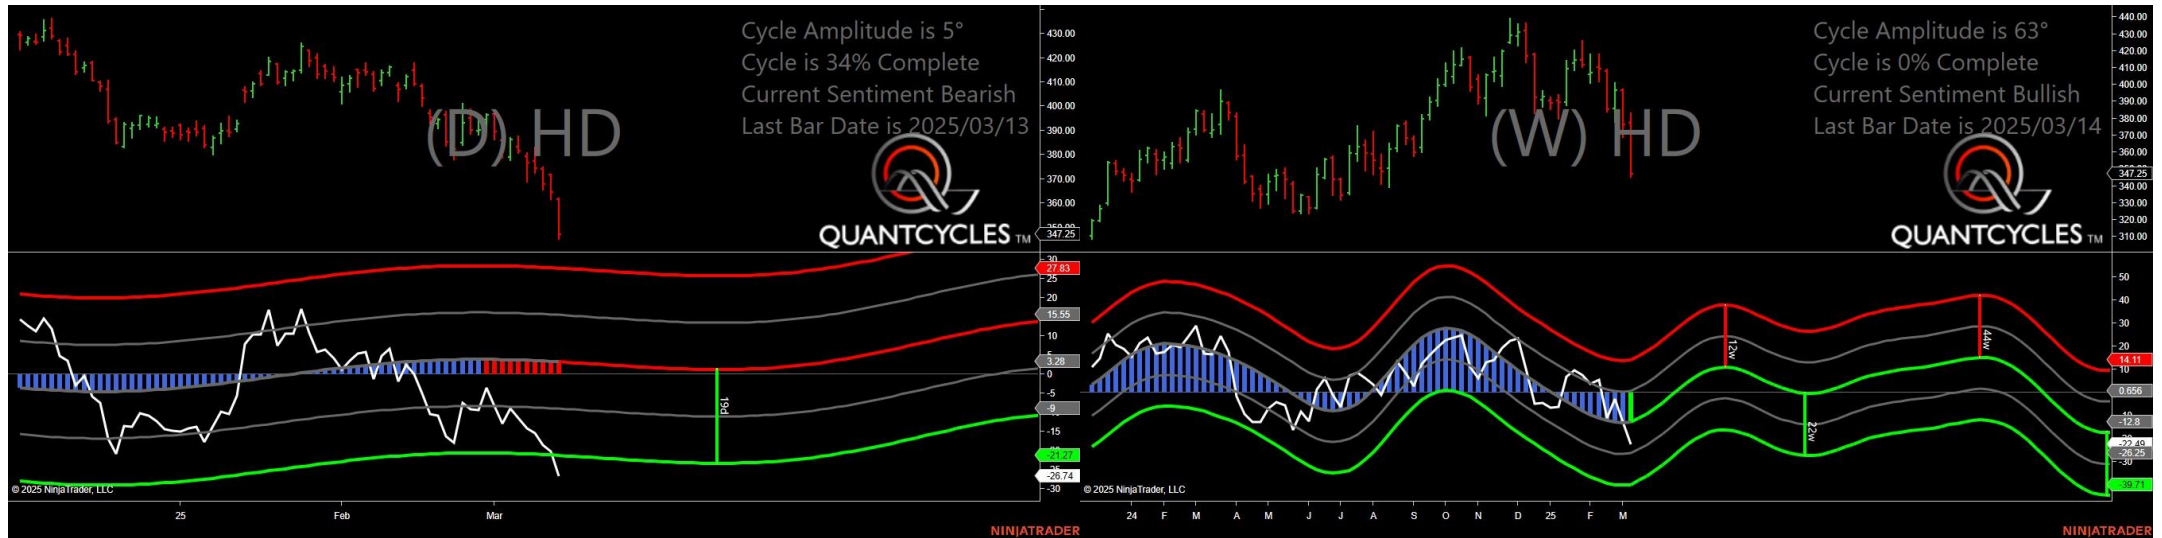 Cycle Amplitude is 5°
Cycle is 34% Complete
Current Sentiment Bearish
Last Bar Date is 2025/03/13
(D) HD
QUANTCYCLES TM
430.00
420.00
410.00
400.00
390.00
380.00
370.00
360.00
347.25
30
27.83
25
20
15.55
10
5
3.28
0
-5
-9
-15
-21.27
-26.74
-30
19d
© 2025 NinjaTrader, LLC
25
Feb
Mar
NINJATRADER
Cycle Amplitude is 63°
Cycle is 0% Complete
Current Sentiment Bullish
Last Bar Date is 2025/03/14
(W) HD
QUANTCYCLES TM
440.00
430.00
420.00
410.00
400.00
390.00
380.00
370.00
360.00
347.25
340.00
330.00
320.00
310.00
50
40
30
20
14.11
10
0.656
-12.8
-22.49
-26.25
-30
-39.71
12w
22w
44w
© 2025 NinjaTrader, LLC
24 F M A M J J A S O N D 25 F M
NINJATRADER